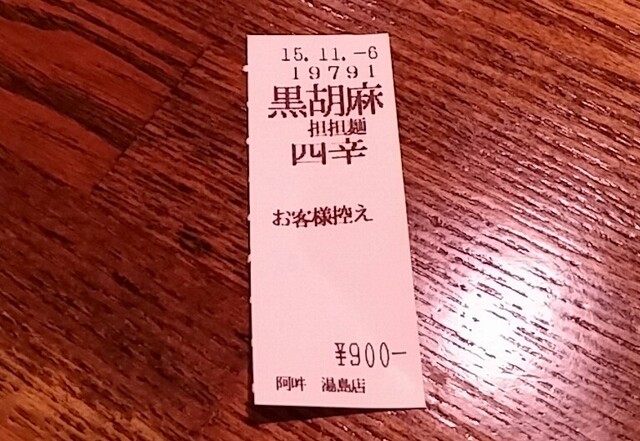 15.11.-6
19791
黒胡麻
担担麺
四辛
お客様控え
¥900-
阿吽 湯島店